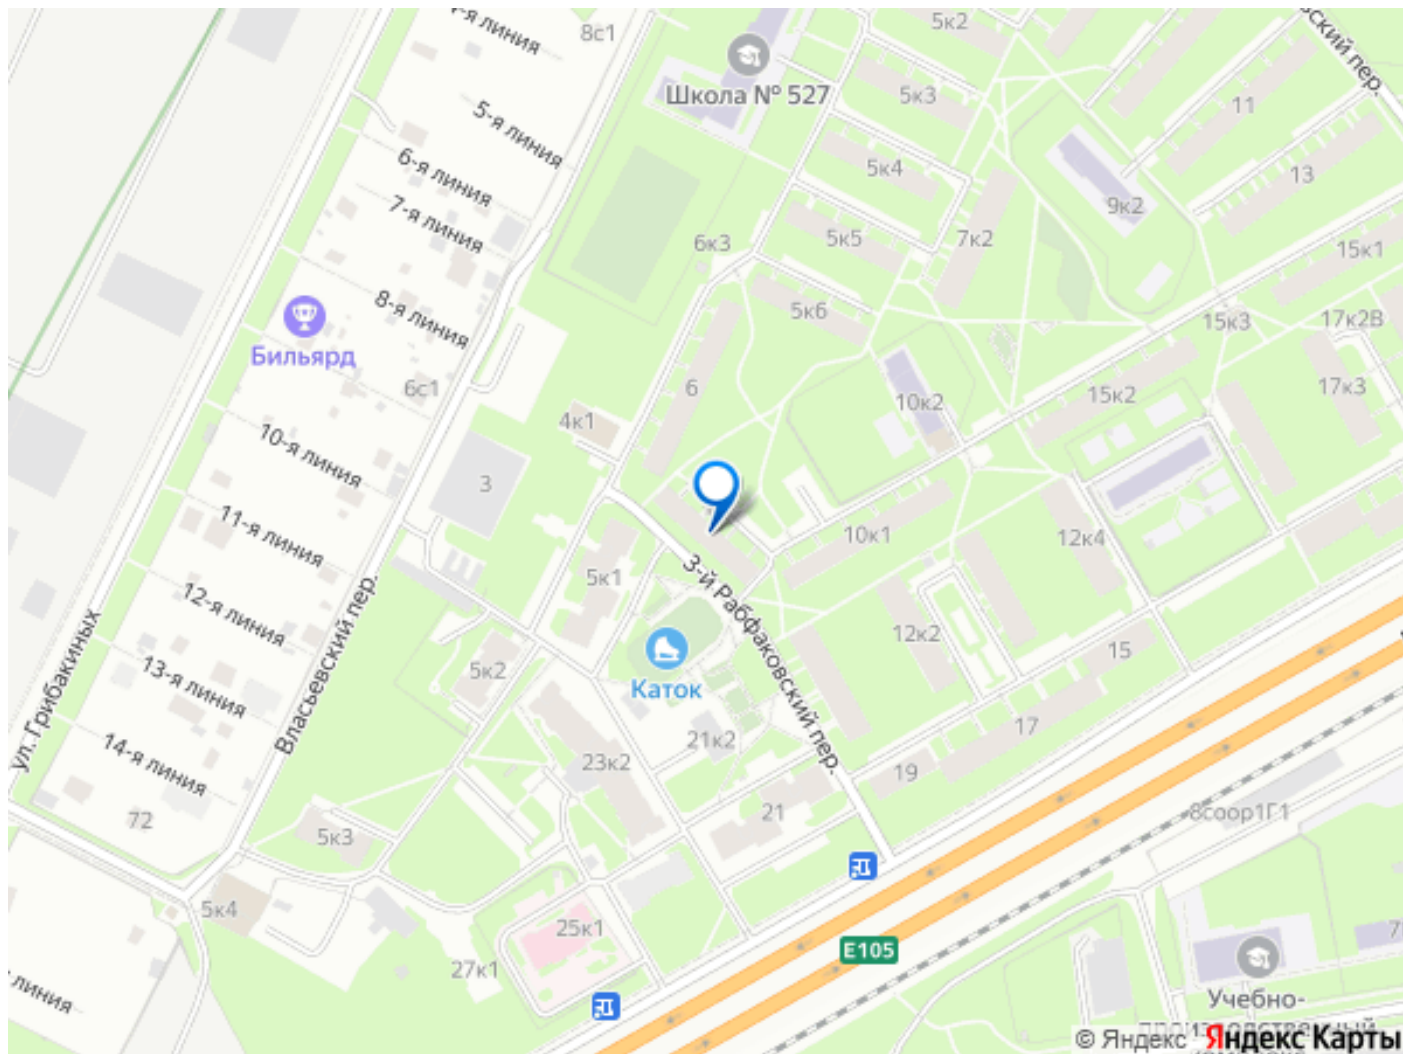 8с1
5к2
5-я линия
Школа № 527
5к3
11
6-я линия
5к4
13
7-я линия
9к2
6к3
5к5
7к2
15к1
8-я линия
5к6
15к3
17к2В
Бильярд
6с1
6
10к2
15к2
17к3
4к1
10-я линия
3
11-я линия
10к1
12к4
5к1
3-й Рабфаковский пер.
12-я линия
12к2
15
ул. Грибакиных
Власьевский пер.
5к2
Каток
13-я линия
21к2
17
14-я линия
23к2
19
72
5к3
21
8соор1Г1
5к4
25к1
E105
27к1
Учебно-
производственный
© Яндекс Яндекс Карты